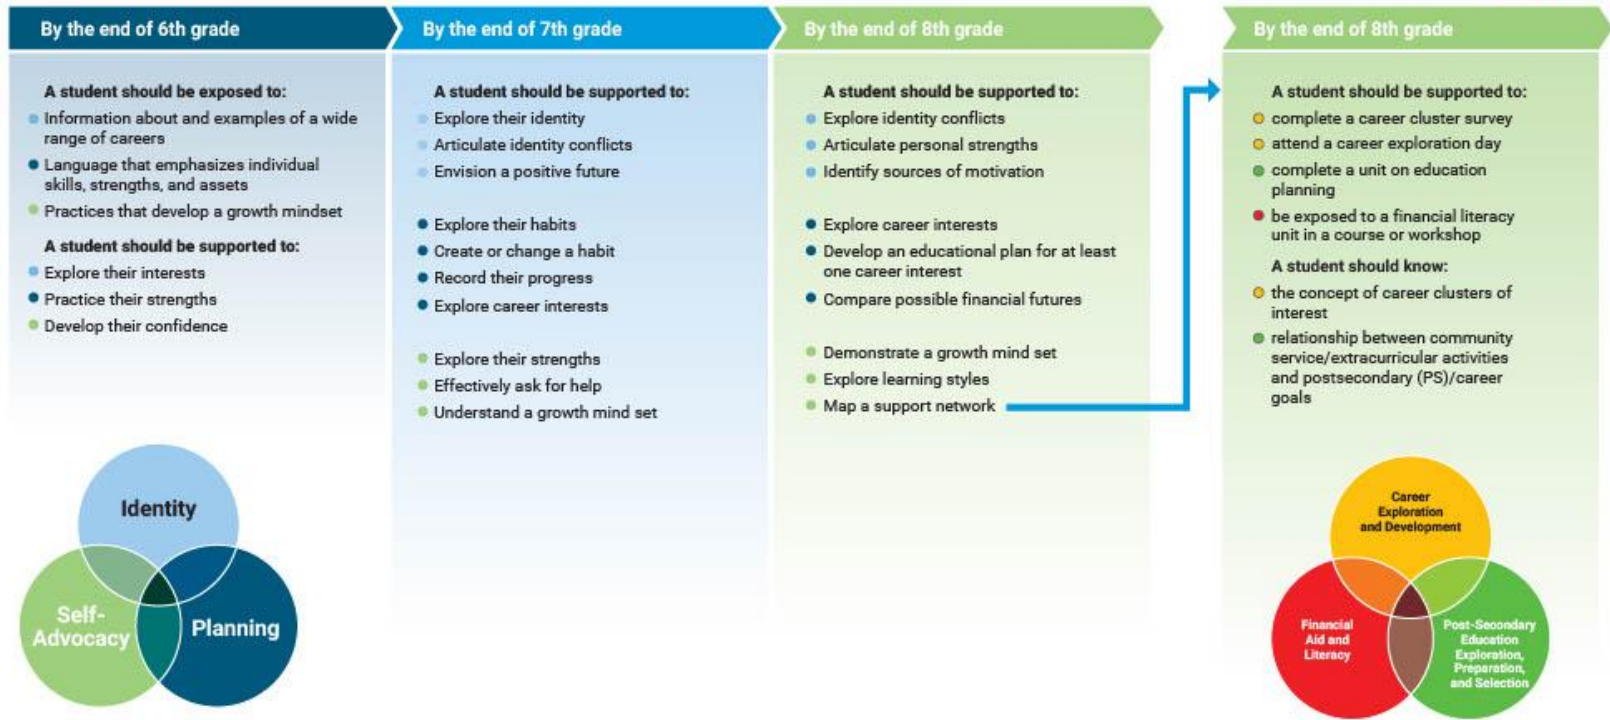 By the end of 6th grade
A student should be exposed to:
Information about and examples of a wide
range of careers
Language that emphasizes individual
skills, strengths, and assets
Practices that develop a growth mindset
A student should be supported to:
Explore their interests
Practice their strengths
Develop their confidence
Identity
Self-
Advocacy
Planning
By the end of 7th grade
A student should be supported to:
Explore their identity
Articulate identity conflicts
Envision a positive future
Explore their habits
Create or change a habit
Record their progress
Explore career interests
Explore their strengths
Effectively ask for help
Understand a growth mind set
By the end of 8th grade
A student should be supported to:
Explore identity conflicts
Articulate personal strengths
Identify sources of motivation
Explore career interests
Develop an educational plan for at least
one career interest
Compare possible financial futures
Demonstrate a growth mind set
Explore learning styles
Map a support network
By the end of 8th grade
A student should be supported to:
complete a career cluster survey
attend a career exploration day
complete a unit on education
planning
be exposed to a financial literacy
unit in a course or workshop
A student should know:
the concept of career clusters of
interest
relationship between community
service/extracurricular activities
and postsecondary (PS)/career
goals
Career
Exploration
and Development
Financial
Aid and
Literacy
Post-Secondary
Education
Exploration,
Preparation,
and Selection